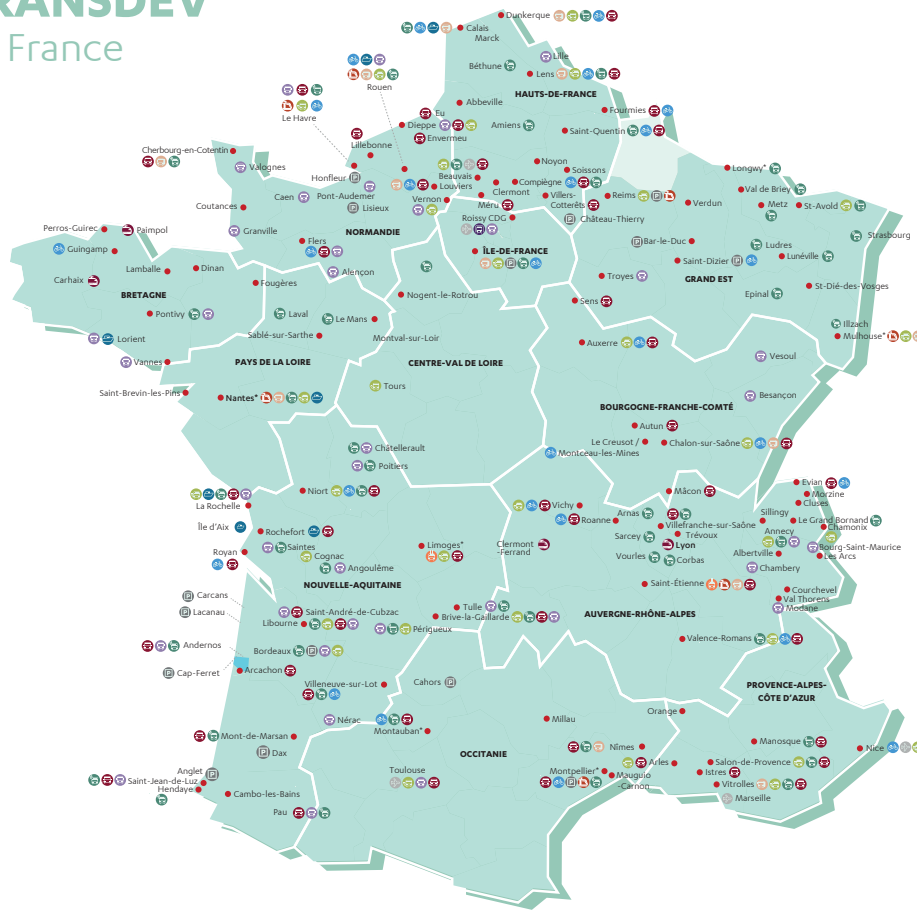 RANSDEV
France
Dunkerque
Calais
Marck
Lille
Béthune
Lens
Rouen
HAUTS-DE-FRANCE
Le Havre
Abbeville
Eu
Fourmies
Dieppe
Amiens
Saint-Quentin
Envermeu
Lillebonne
Cherbourg-en-Cotentin
Valognes
Noyon
Soissons
Longwy*
Honfleur
Beauvais
Compiègne
Louviers
Clermont
Villers-
Cotterêts
Reims
Val de Briey
Caen
Pont-Audemer
Vernon
Méru
Verdun
Metz
St-Avold
Coutances
Lisieux
Roissy CDG
Château-Thierry
Perros-Guirec
Paimpol
Granville
NORMANDIE
Strasbourg
Flers
Bar-le-Duc
Ludres
Guingamp
ÎLE-DE-FRANCE
Saint-Dizier
Lunéville
Lamballe
Dinan
Alençon
Troyes
GRAND EST
Carhaix
Fougères
St-Dié-des-Vosges
BRETAGNE
Nogent-le-Rotrou
Sens
Epinal
Pontivy
Laval
Le Mans
Illzach
Sablé-sur-Sarthe
Montval-sur-Loir
Mulhouse*
Lorient
Auxerre
Vannes
PAYS DE LA LOIRE
CENTRE-VAL DE LOIRE
Vesoul
Saint-Brevin-les-Pins
Nantes*
Tours
Besançon
BOURGOGNE-FRANCHE-COMTÉ
Autun
Le Creusot /
Montceau-les-Mines
Chalon-sur-Saône
Châtellerault
Poitiers
Niort
Mâcon
Evian
Morzine
Cluses
La Rochelle
Vichy
Arnas
Sillingy
Le Grand Bornand
Île d'Aix
Roanne
Villefranche-sur-Saône
Chamonix
Rochefort
Trévoux
Annecy
Sarcey
Lyon
Saintes
Limoges*
Clermont
-Ferrand
Bourg-Saint-Maurice
Royan
Cognac
Vourles
Corbas
Albertville
Les Arcs
Angoulême
Chambery
NOUVELLE-AQUITAINE
Saint-Étienne
Courchevel
Carcans
Val Thorens
Modane
Lacanau
Saint-André-de-Cubzac
Tulle
Libourne
Brive-la-Gaillarde
AUVERGNE-RHÔNE-ALPES
Périgueux
Andernos
Valence-Romans
Bordeaux
Cap-Ferret
Arcachon
Villeneuve-sur-Lot
Cahors
PROVENCE-ALPES-
CÔTE D'AZUR
Nérac
Millau
Orange
Montauban*
Mont-de-Marsan
Manosque
Nice
Dax
OCCITANIE
Nîmes
Arles
Salon-de-Provence
Anglet
Toulouse
Montpellier*
Mauguio
-Carnon
Istres
Saint-Jean-de-Luz
Vitrolles
Hendaye
Cambo-les-Bains
Marseille
Pau